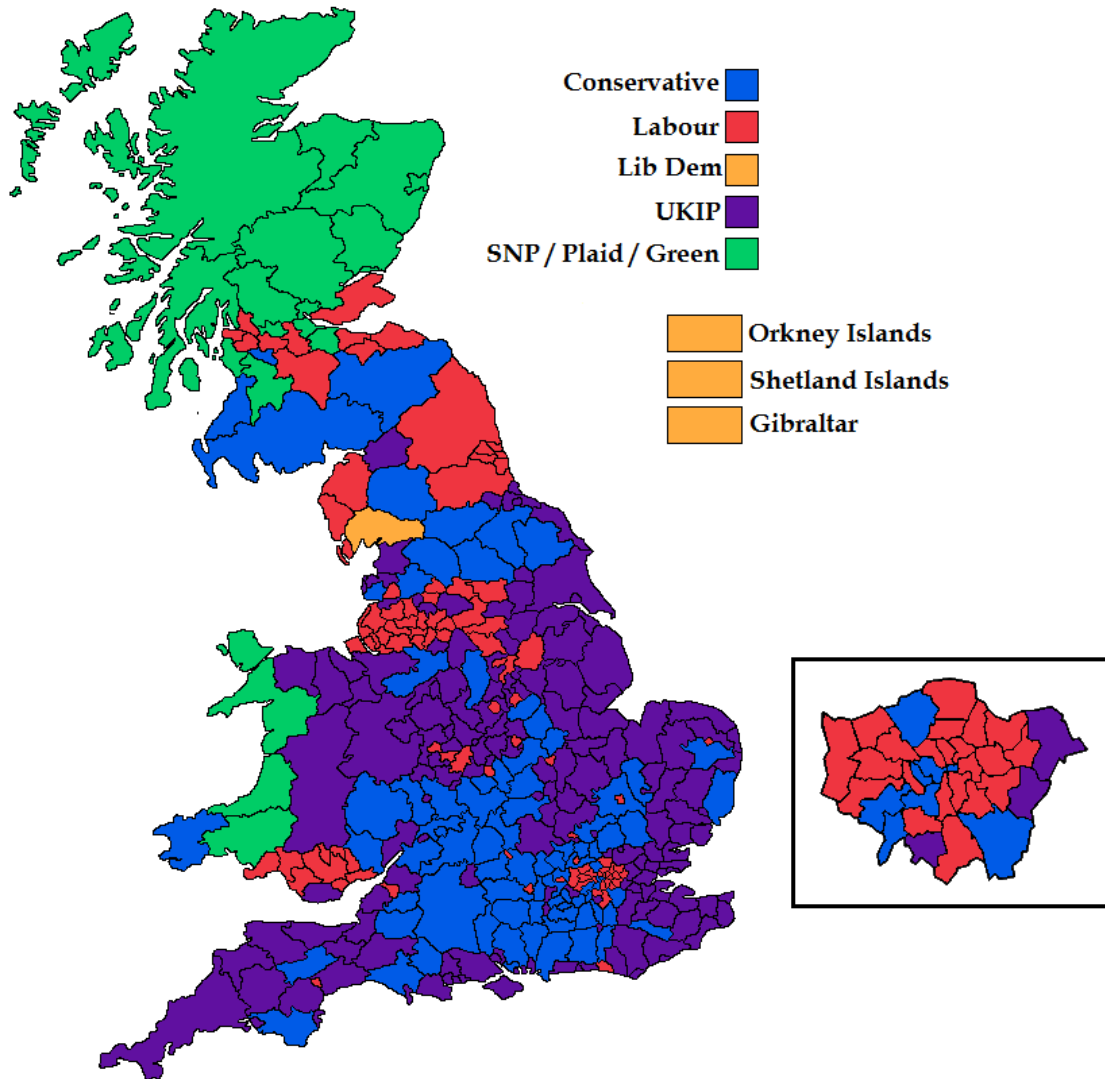 Conservative
Labour
Lib Dem
UKIP
SNP / Plaid / Green
Orkney Islands
Shetland Islands
Gibraltar